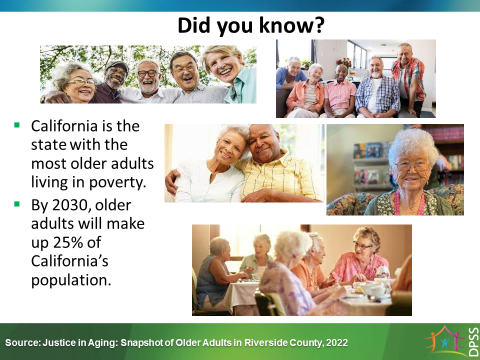 Did you know?
▪ California is the
state with the
most older adults
living in poverty.
▪ By 2030, older
adults will make
up 25% of
California’s
population.
Source: Justice in Aging: Snapshot of Older Adults in Riverside County, 2022
DPSS